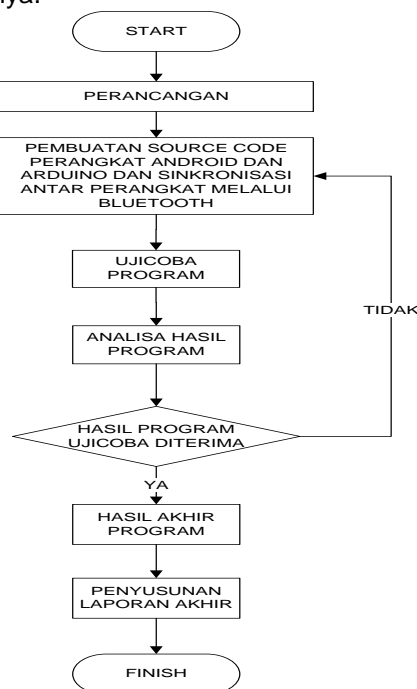 nya.
START
PERANCANGAN
PEMBUATAN SOURCE CODE
PERANGKAT ANDROID DAN
ARDUINO DAN SINKRONISASI
ANTAR PERANGKAT MELALUI
BLUETOOTH
UJICOBA
PROGRAM
ANALISA HASIL
PROGRAM
TIDAK
HASIL PROGRAM
UJICOBA DITERIMA
YA
HASIL AKHIR
PROGRAM
PENYUSUNAN
LAPORAN AKHIR
FINISH